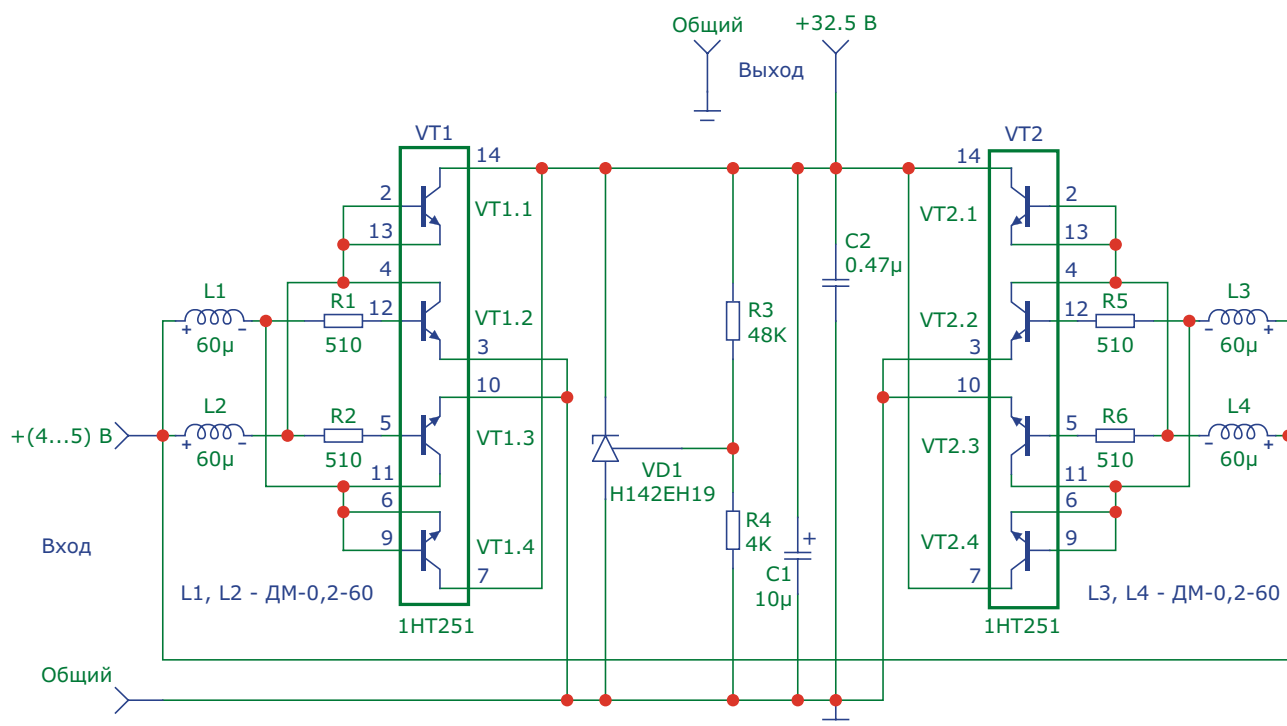 Общий +32.5 В
Выход
VT1
VT2
14
14
2
2
VT1.1
VT2.1
13
13
C2
0.47µ
4
4
L1
R1
12
VT1.2
R3
48K
VT2.2
12
R5
L3
+ -
- +
60µ
510
3
3
510
60µ
10
10
L2
R2
5
VT1.3
VT2.3
5
R6
L4
+(4...5) В
+ -
- +
60µ
510
11
VD1
11
510
60µ
H142EH19
6
6
R4
4K
+
Вход
9
VT1.4
VT2.4
9
7
C1
10µ
7
L1, L2 - ДМ-0,2-60
L3, L4 - ДМ-0,2-60
1HT251
1HT251
Общий